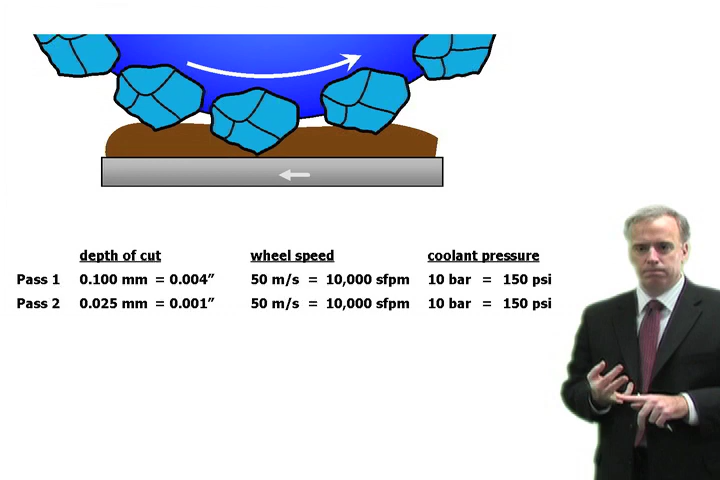 depth of cut wheel speed coolant pressure
Pass 1 0.100 mm = 0.004” 50 m/s = 10,000 sfpm 10 bar = 150 psi
Pass 2 0.025 mm = 0.001” 50 m/s = 10,000 sfpm 10 bar = 150 psi